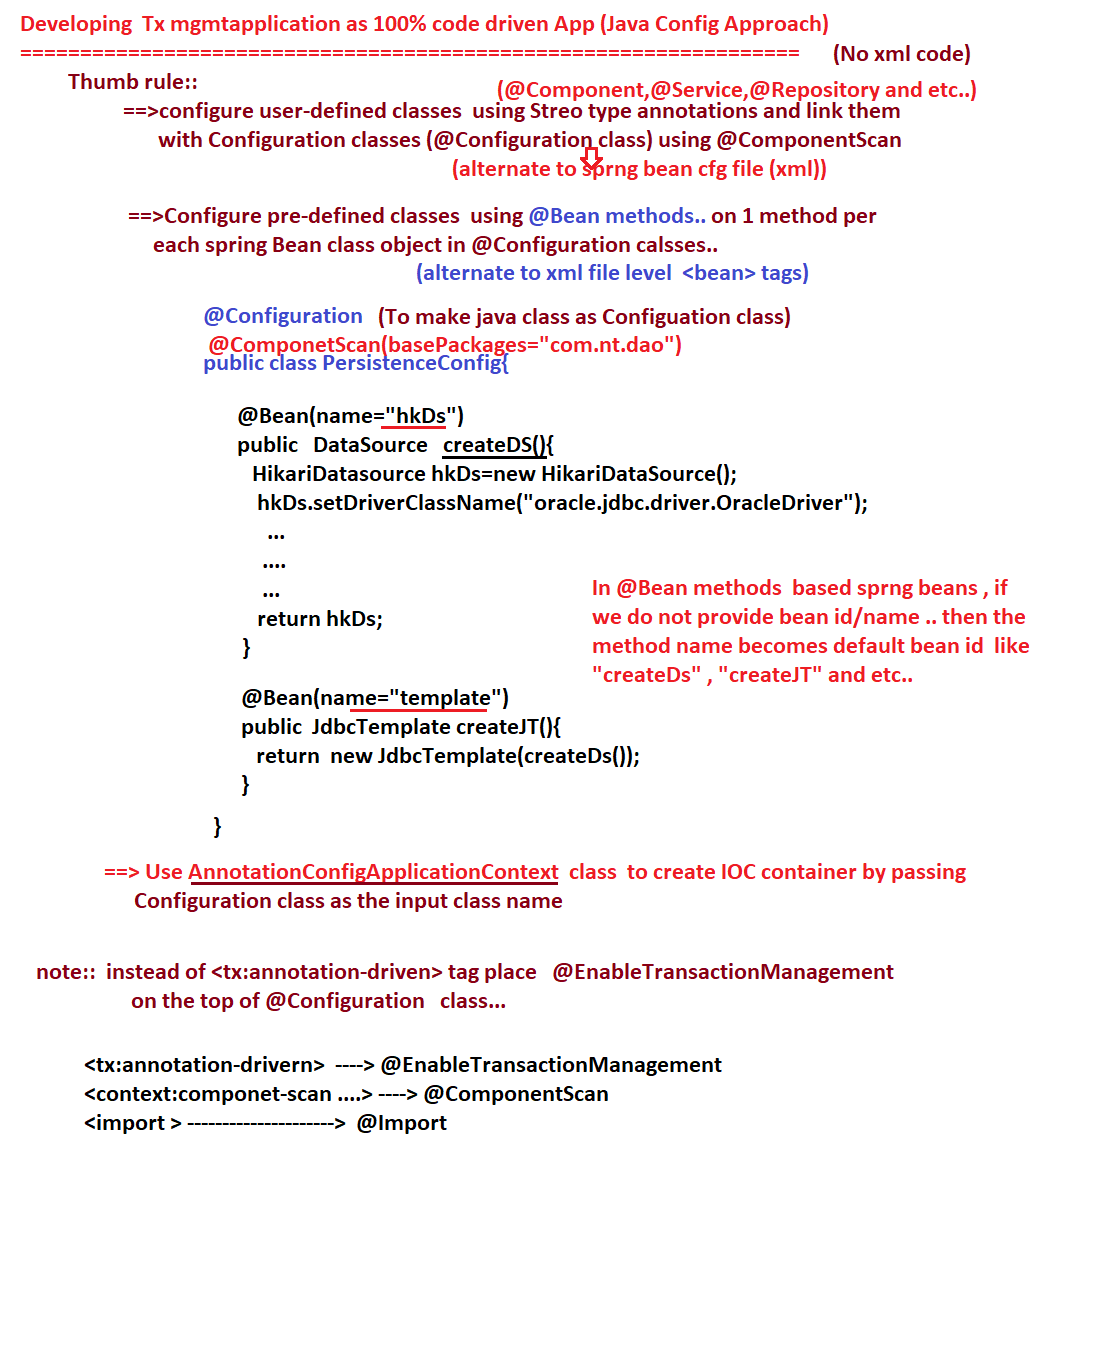 Developing  Tx mgmtapplication as 100% code driven App (Java Config Approach)
================================================================= (No xml code)
Thumb rule::
(@Component,@Service,@Repository and etc..)
==>configure user-defined classes  using Streo type annotations and link them
with Configuration classes (@Configuration class) using @ComponentScan
(alternate to sprng bean cfg file (xml))
==>Configure pre-defined classes  using @Bean methods.. on 1 method per
each spring Bean class object in @Configuration calsses..
(alternate to xml file level  <bean> tags)
@Configuration  (To make java class as Configuation class)
@ComponetScan(basePackages="com.nt.dao")
public class PersistenceConfig{
@Bean(name="hkDs")
public  DataSource  createDS(){
HikariDatasource hkDs=new HikariDataSource();
hkDs.setDriverClassName("oracle.jdbc.driver.OracleDriver");
...
....
...
return hkDs;
}
In @Bean methods  based sprng beans , if
we do not provide bean id/name .. then the
method name becomes default bean id  like
"createDs" , "createJT" and etc..
@Bean(name="template")
public  JdbcTemplate createJT(){
return  new JdbcTemplate(createDs());
}
}
==> Use AnnotationConfigApplicationContext  class  to create IOC container by passing
Configuration class as the input class name
note::  instead of <tx:annotation-driven> tag place  @EnableTransactionManagement
on the top of @Configuration  class...
<tx:annotation-drivern>  ----> @EnableTransactionManagement
<context:componet-scan ....> ----> @ComponentScan
<import > ---------------------> @Import